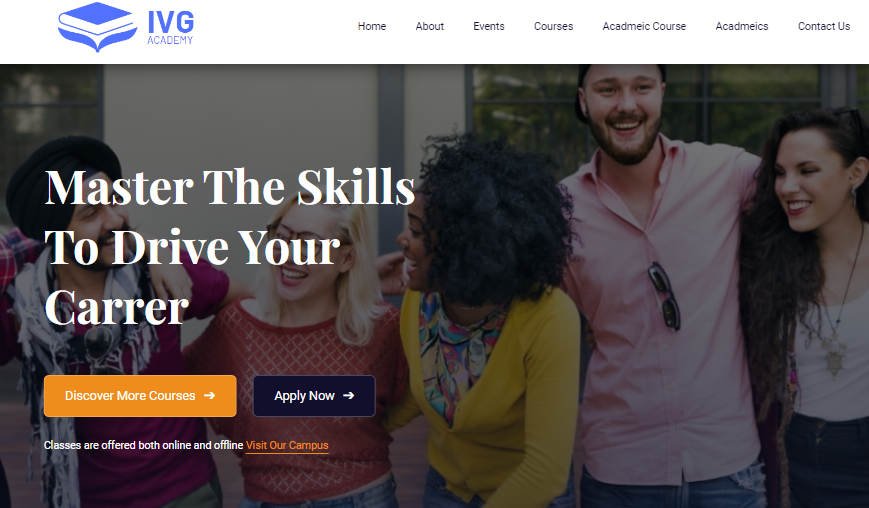 IVG
ACADEMY
Home About Events Courses Acadmeic Course Acadmeics Contact Us
Master The Skills
To Drive Your
Carrer
Discover More Courses ➔ Apply Now ➔
Classes are offered both online and offline Visit Our Campus